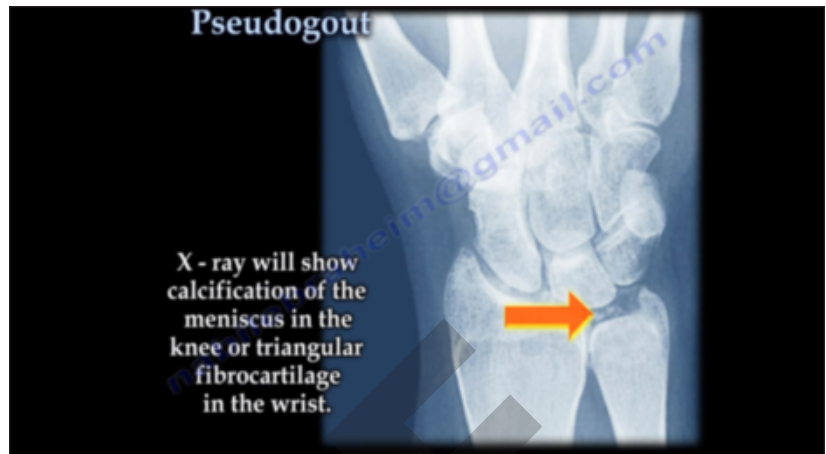 Pseudogout
X - ray will show
calcification of the
meniscus in the
knee or triangular
fibrocartilage
in the wrist.